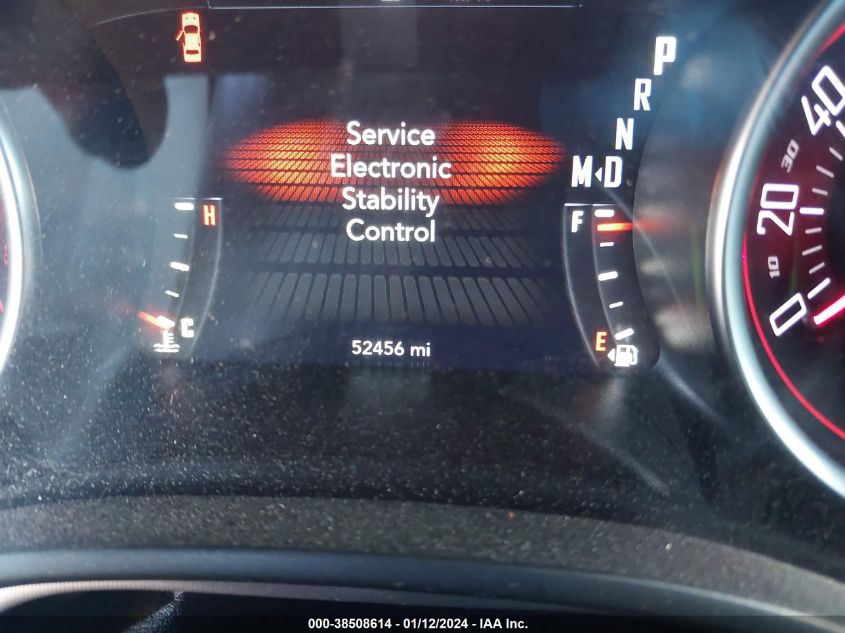 P
R
N
M D
Service
Electronic
Stability
Control
H
C
F
E
52456 mi
40
30
20
10
0
000-38508614 - 01/12/2024 - IAA Inc.